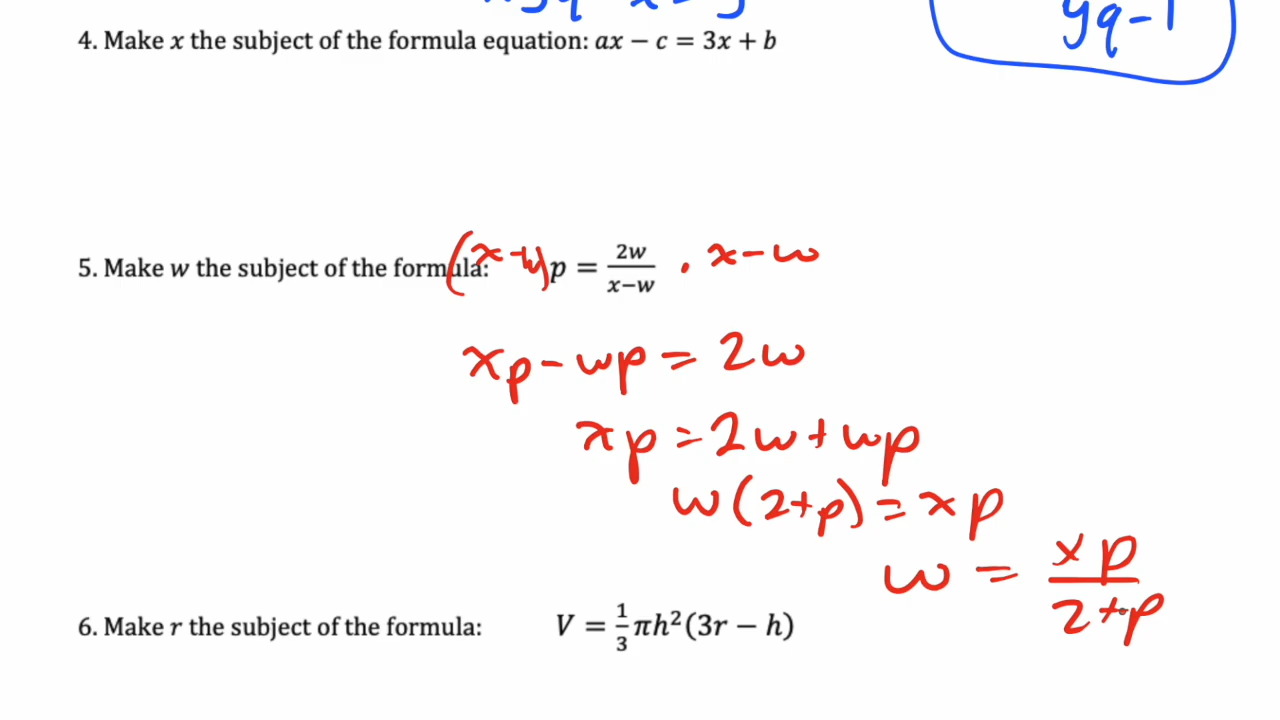 yq-1
4. Make x the subject of the formula equation: ax − c = 3x + b
5. Make w the subject of the formula: (x-w)p = 2w/x−w . x-w
xp - wp = 2w
xp = 2w + wp
w(2+p) = xp
w = xp/2+p
6. Make r the subject of the formula: V = 1/3 πh²(3r − h)